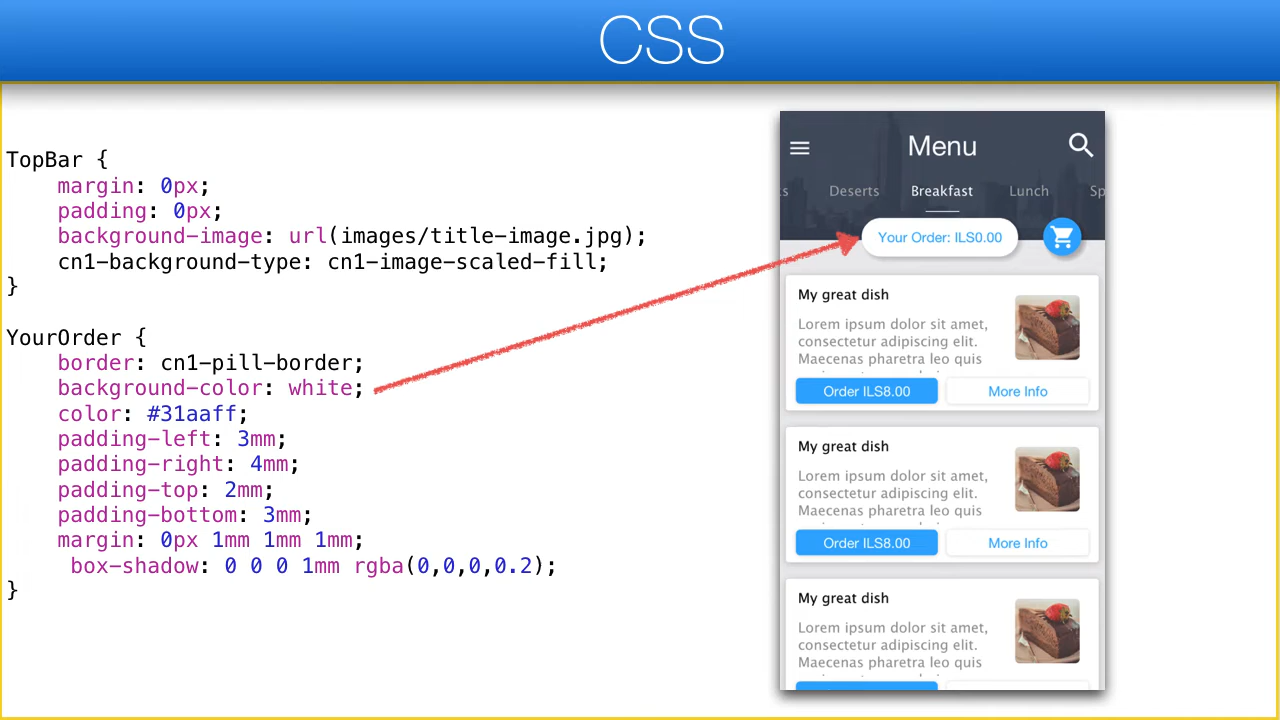 CSS
TopBar {
margin: 0px;
padding: 0px;
background-image: url(images/title-image.jpg);
cn1-background-type: cn1-image-scaled-fill;
}
YourOrder {
border: cn1-pill-border;
background-color: white;
color: #31aaff;
padding-left: 3mm;
padding-right: 4mm;
padding-top: 2mm;
padding-bottom: 3mm;
margin: 0px 1mm 1mm 1mm;
box-shadow: 0 0 0 1mm rgba(0,0,0,0.2);
}
Menu
s Deserts Breakfast Lunch Sp
Your Order: ILS0.00
My great dish
Lorem ipsum dolor sit amet,
consectetur adipiscing elit.
Maecenas pharetra leo quis
Order ILS8.00 More Info
My great dish
Lorem ipsum dolor sit amet,
consectetur adipiscing elit.
Maecenas pharetra leo quis
Order ILS8.00 More Info
My great dish
Lorem ipsum dolor sit amet,
consectetur adipiscing elit.
Maecenas pharetra leo quis